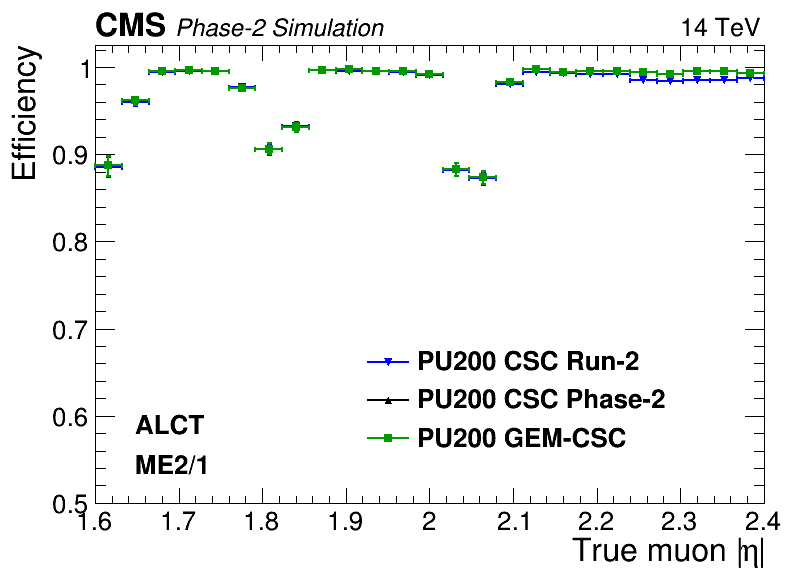 CMS Phase-2 Simulation 14 TeV
Efficiency
1
0.9
0.8
0.7
0.6
0.5
PU200 CSC Run-2
PU200 CSC Phase-2
PU200 GEM-CSC
ALCT
ME2/1
1.6 1.7 1.8 1.9 2 2.1 2.2 2.3 2.4
True muon |η|